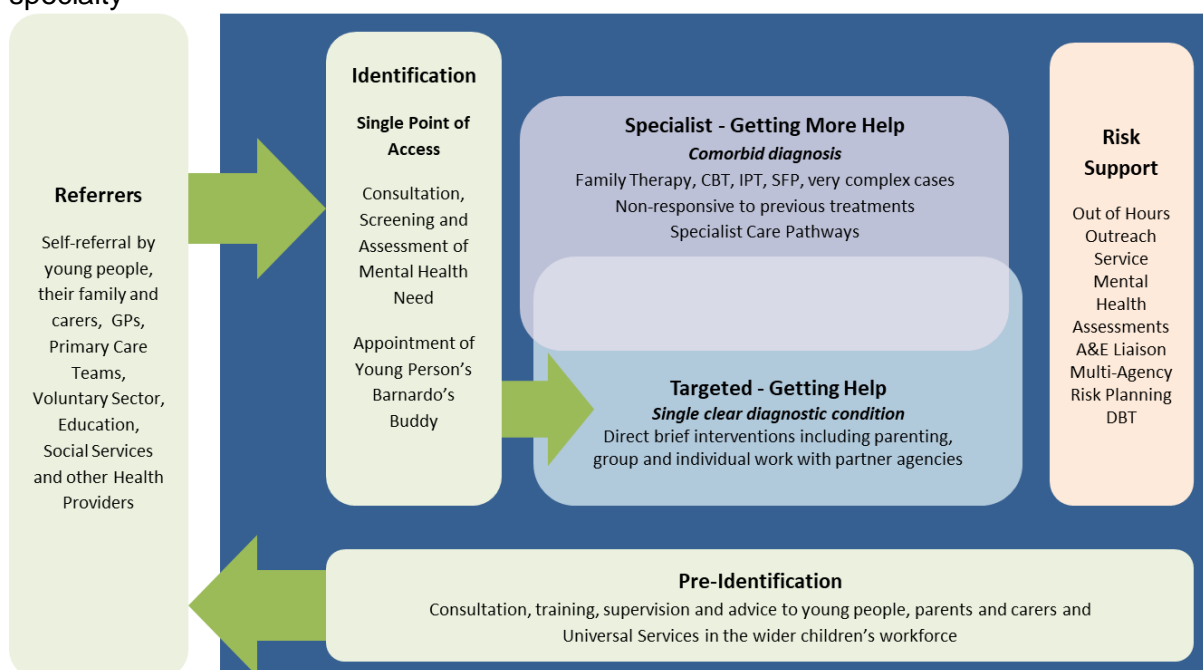 specialty
Referrers
Self-referral by
young people,
their family and
carers, GPs,
Primary Care
Teams,
Voluntary Sector,
Education,
Social Services
and other Health
Providers
Identification
Single Point of
Access
Consultation,
Screening and
Assessment of
Mental Health
Need
Appointment of
Young Person’s
Barnardo’s
Buddy
Specialist - Getting More Help
Comorbid diagnosis
Family Therapy, CBT, IPT, SFP, very complex cases
Non-responsive to previous treatments
Specialist Care Pathways
Targeted - Getting Help
Single clear diagnostic condition
Direct brief interventions including parenting,
group and individual work with partner agencies
Risk
Support
Out of Hours
Outreach
Service
Mental
Health
Assessments
A&E Liaison
Multi-Agency
Risk Planning
DBT
Pre-Identification
Consultation, training, supervision and advice to young people, parents and carers and
Universal Services in the wider children’s workforce